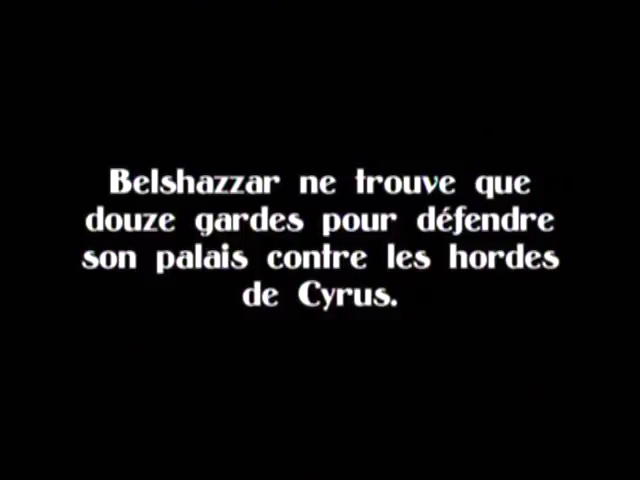 Belshazzar ne trouve que
douze gardes pour défendre
son palais contre les hordes
de Cyrus.